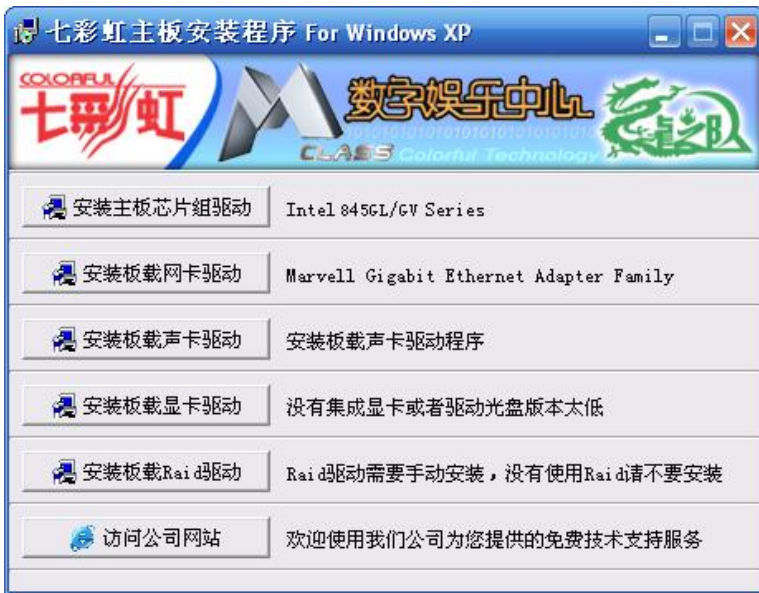 七彩虹主板安装程序 For Windows XP
COLORFUL
七彩虹
M
CLASS
数字娱乐中心
1010101010101010101010101010
Colorful Technology
卓之队
安装主板芯片组驱动 Intel 845GL/GV Series
安装板载网卡驱动 Marvell Gigabit Ethernet Adapter Family
安装板载声卡驱动 安装板载声卡驱动程序
安装板载显卡驱动 没有集成显卡或者驱动光盘版本太低
安装板载Raid驱动 Raid驱动需要手动安装，没有使用Raid请不要安装
访问公司网站 欢迎使用我们公司为您提供的免费技术支持服务